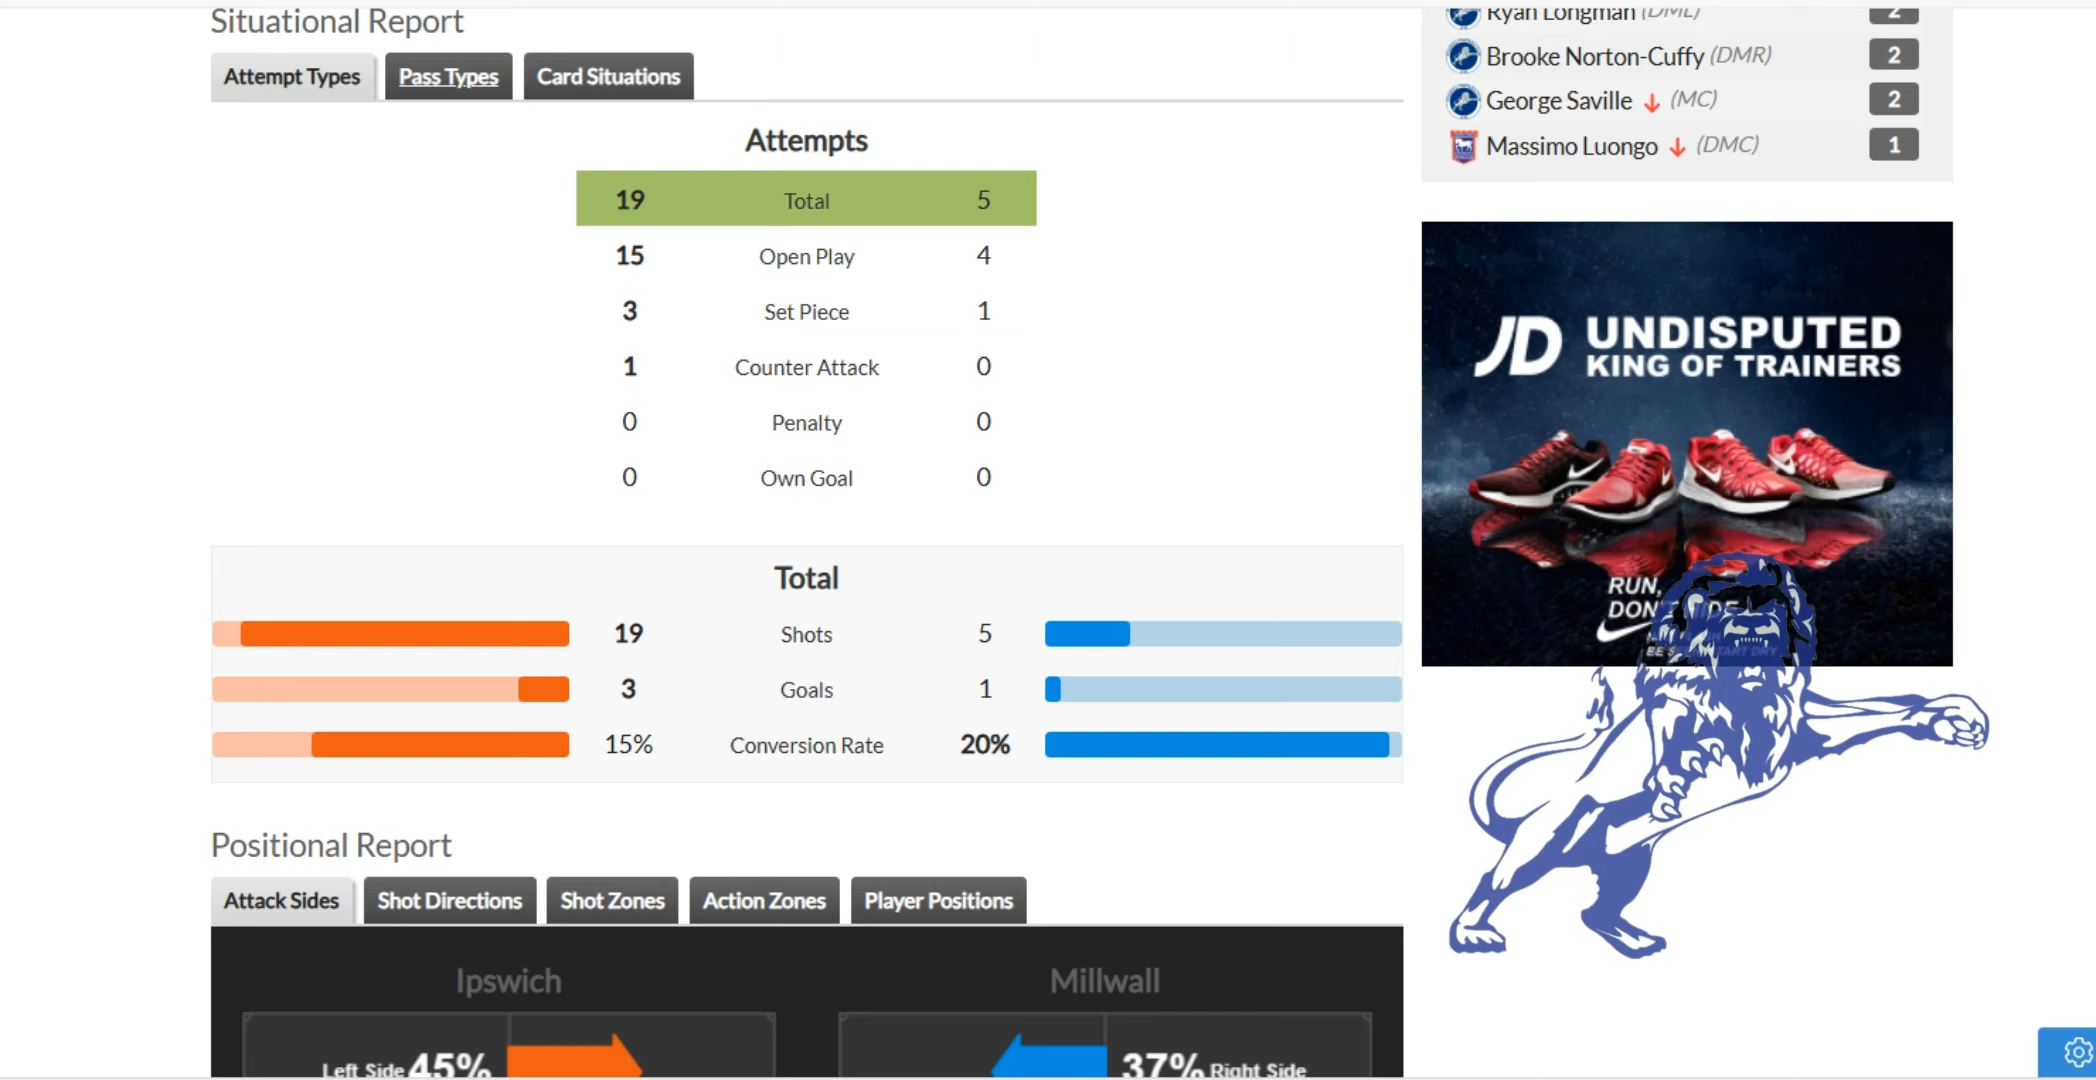 Situational Report
Attempt Types Pass Types Card Situations
Attempts
19 Total 5
15 Open Play 4
3 Set Piece 1
1 Counter Attack 0
0 Penalty 0
0 Own Goal 0
Total
19 Shots 5
3 Goals 1
15% Conversion Rate 20%
Positional Report
Attack Sides Shot Directions Shot Zones Action Zones Player Positions
Ipswich Millwall
Left Side 45% 37% Right Side
Ryan Longman (DML) 2
Brooke Norton-Cuffy (DMR) 2
George Saville (MC) 2
Massimo Luongo (DMC) 1
JD UNDISPUTED
KING OF TRAINERS
RUN,